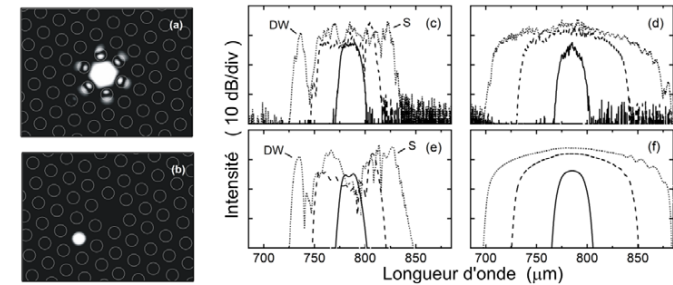 (a)
(b)
DW
S
(c)
(d)
DW
S
(e)
(f)
Intensité ( 10 dB/div)
700 750 800 850
700 750 800 850
Longueur d'onde (μm)